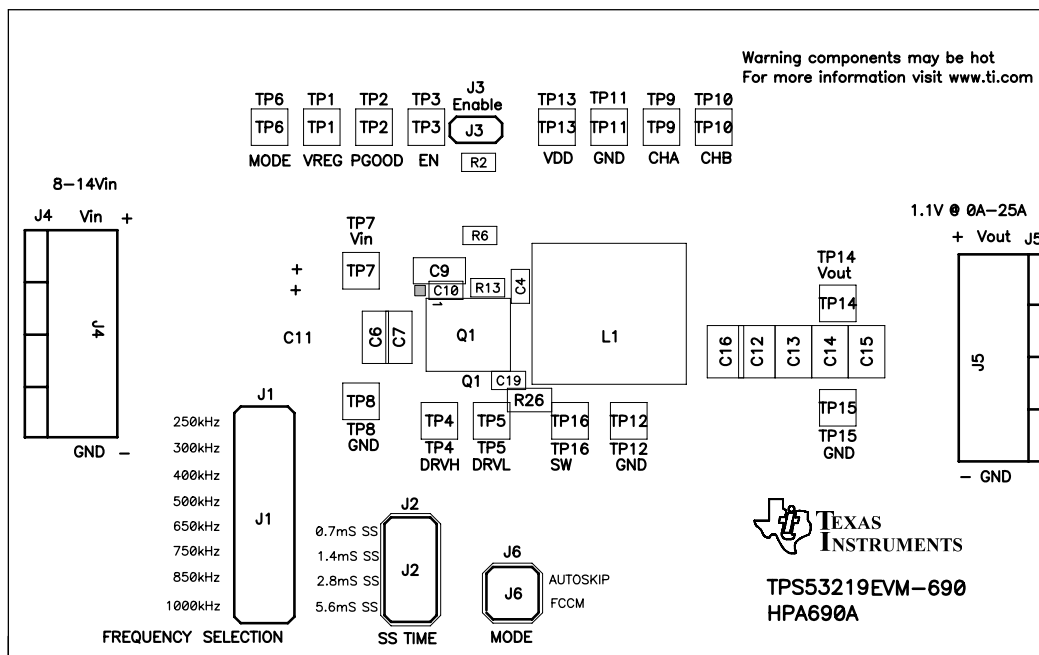 Warning components may be hot
For more information visit www.ti.com
J3
Enable
TP6 TP1 TP2 TP3 TP13 TP11 TP9 TP10
TP6 TP1 TP2 TP3 J3 TP13 TP11 TP9 TP10
MODE VREG PGOOD EN VDD GND CHA CHB
R2
8-14Vin
J4 Vin +
J4
GND -
1.1V @ 0A-25A
+ Vout J5
J5
- GND
TP7
Vin
TP7
R6
+
+
C9
C10
R13
C4
1
C11
C6
C7
Q1
L1
Q1
C19
R26
TP14
Vout
TP14
C16 C12 C13 C14 C15
TP15
TP15
GND
TP8
TP8
GND
TP4 TP5 TP16 TP12
TP4 TP5 TP16 TP12
DRVH DRVL SW GND
J1
J1
250kHz
300kHz
400kHz
500kHz
650kHz
750kHz
850kHz
1000kHz
FREQUENCY SELECTION
J2
J2
0.7mS SS
1.4mS SS
2.8mS SS
5.6mS SS
SS TIME
J6
J6
AUTOSKIP
FCCM
MODE
TEXAS
INSTRUMENTS
TPS53219EVM-690
HPA690A